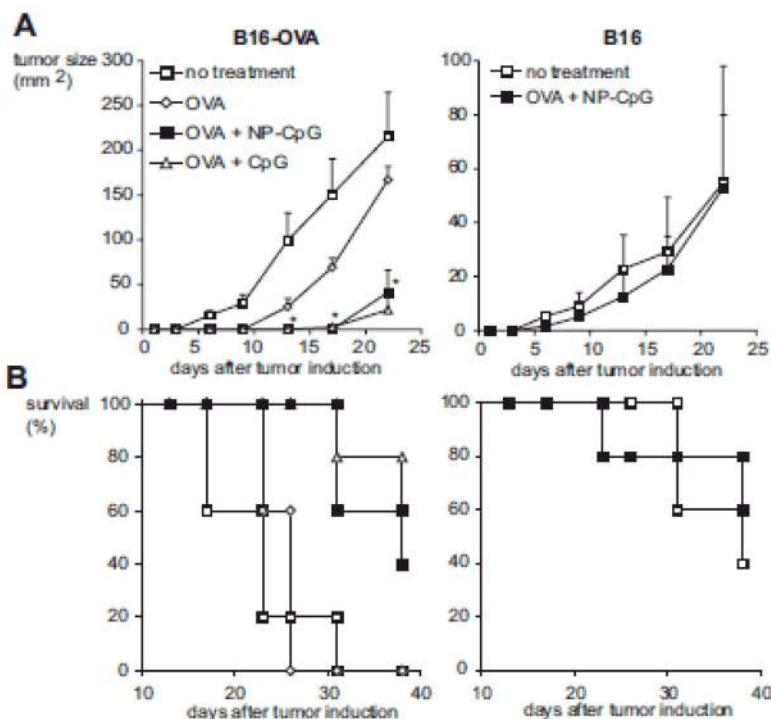 A
B16-OVA
tumor size
(mm 2)
300
250
200
150
100
50
0
no treatment
OVA
OVA + NP-CpG
OVA + CpG
*
*
*
0 5 10 15 20 25
days after tumor induction
B16
100
80
60
40
20
0
no treatment
OVA + NP-CpG
0 5 10 15 20 25
days after tumor induction
B
survival
(%)
100
80
60
40
20
0
10 20 30 40
days after tumor induction
100
80
60
40
20
0
10 20 30 40
days after tumor induction